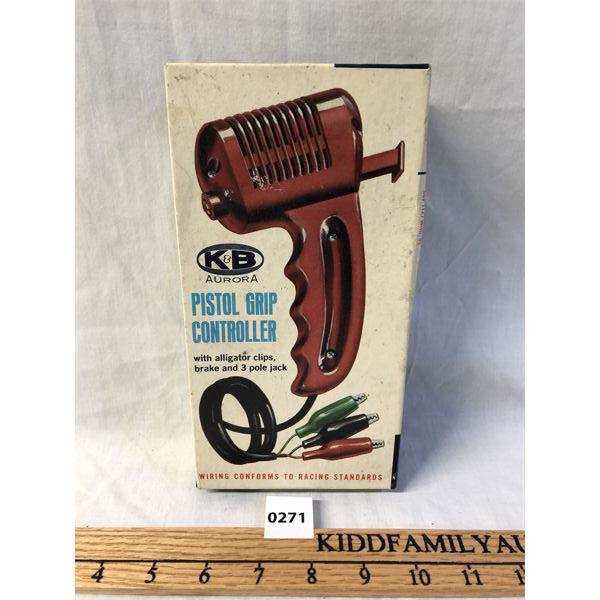 K&B
AURORA
PISTOL GRIP
CONTROLLER
with alligator clips,
brake and 3 pole jack
WIRING CONFORMS TO RACING STANDARDS
0271
KIDDFAMILYAU
4 5 6 7 8 9 10 11 1